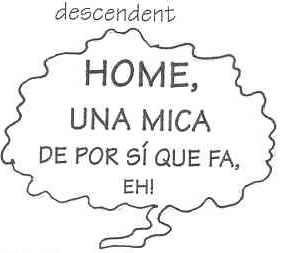 descendent
HOME,
UNA MICA
DE POR SÍ QUE FA,
EH!